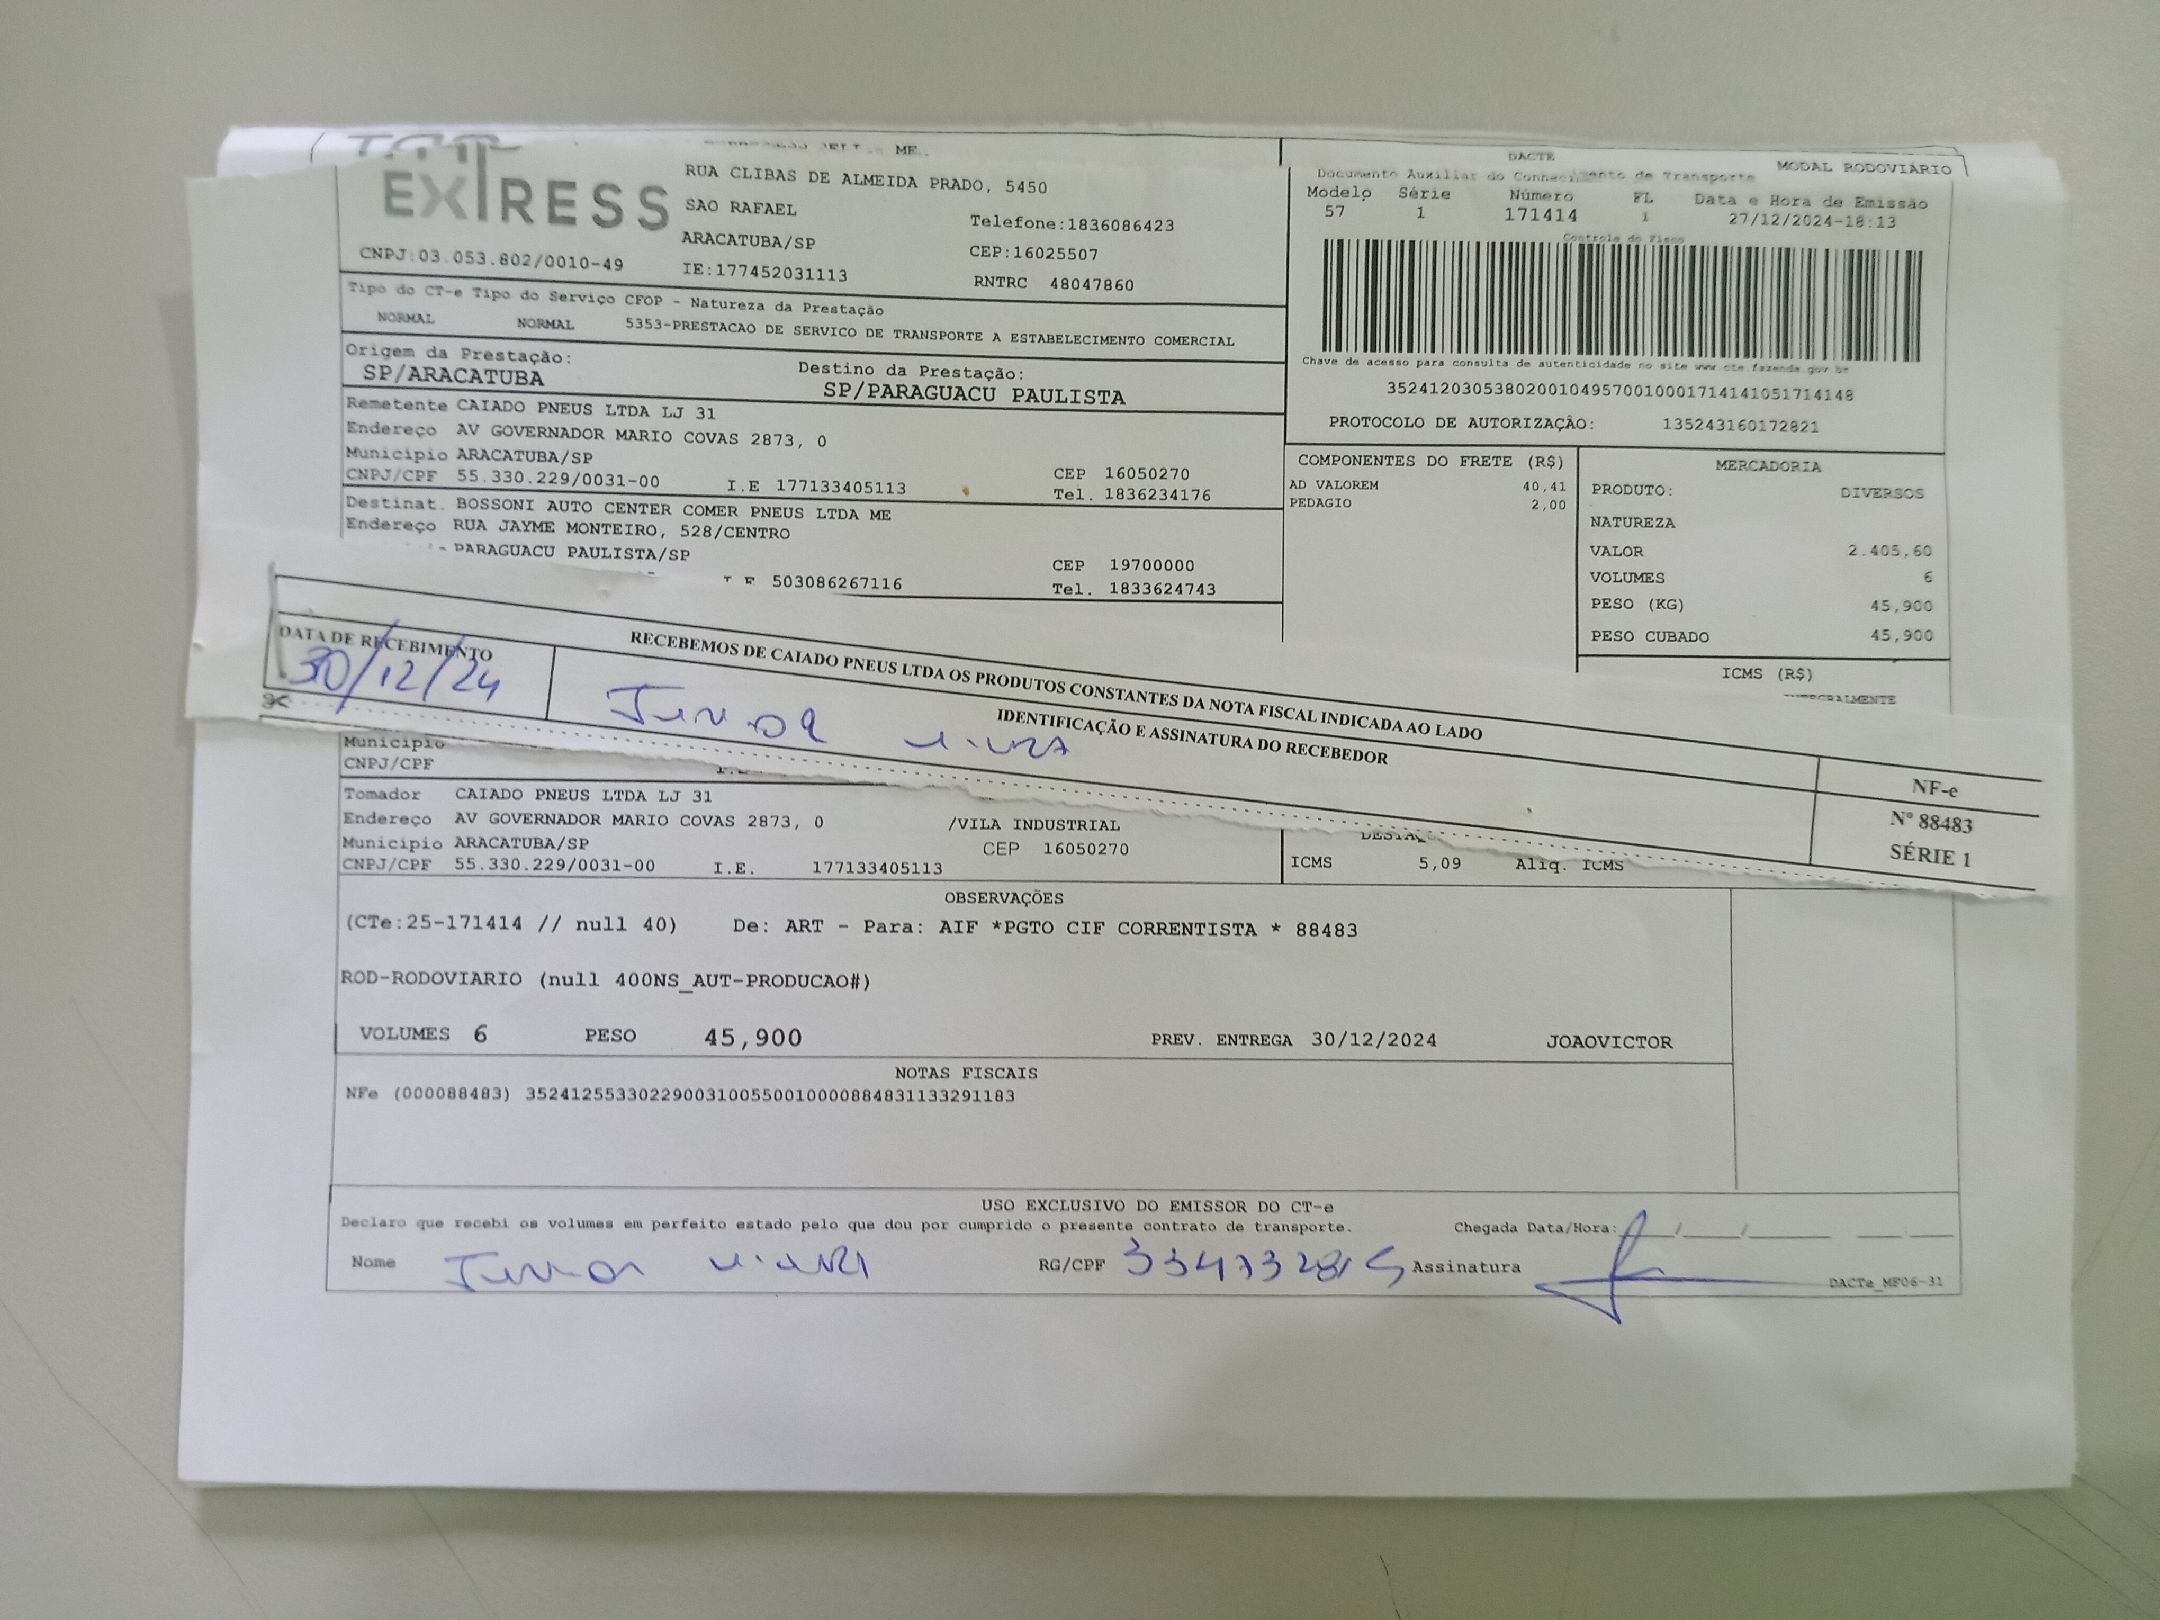 EXPRESS
ME
RUA CLIBAS DE ALMEIDA PRADO, 5450
SAO RAFAEL
Telefone:1836086423
ARACATUBA/SP
CEP:16025507
CNPJ:03.053.802/0010-49
IE:177452031113
RNTRC 48047860
DACTE
MODAL RODOVIÁRIO
Documento Auxiliar do Conhecimento de Transporte
Modelo Série Número FL Data e Hora de Emissão
57 1 171414 1 27/12/2024-18:13
Controle do Fisco
Chave de acesso para consulta de autenticidade no site www.cte.fazenda.gov.br
35241203053802001049570010001714141051714148
PROTOCOLO DE AUTORIZAÇÃO: 135243160172821
Tipo do CT-e Tipo do Serviço CFOP - Natureza da Prestação
NORMAL NORMAL 5353-PRESTACAO DE SERVICO DE TRANSPORTE A ESTABELECIMENTO COMERCIAL
Origem da Prestação: Destino da Prestação:
SP/ARACATUBA SP/PARAGUACU PAULISTA
Remetente CAIADO PNEUS LTDA LJ 31
Endereço AV GOVERNADOR MARIO COVAS 2873, 0
Municipio ARACATUBA/SP CEP 16050270
CNPJ/CPF 55.330.229/0031-00 I.E 177133405113 Tel. 1836234176
Destinat. BOSSONI AUTO CENTER COMER PNEUS LTDA ME
Endereço RUA JAYME MONTEIRO, 528/CENTRO
PARAGUACU PAULISTA/SP CEP 19700000
503086267116 Tel. 1833624743
COMPONENTES DO FRETE (R$)
AD VALOREM 40,41
PEDAGIO 2,00
MERCADORIA
PRODUTO: DIVERSOS
NATUREZA
VALOR 2.405,60
VOLUMES 6
PESO (KG) 45,900
PESO CUBADO 45,900
ICMS (R$)
RECEBEMOS DE CAIADO PNEUS LTDA OS PRODUTOS CONSTANTES DA NOTA FISCAL INDICADA AO LADO
DATA DE RECEBIMENTO
30/12/24
IDENTIFICAÇÃO E ASSINATURA DO RECEBEDOR
Junior
NF-e
Nº 88483
SÉRIE 1
Municipio
CNPJ/CPF
Tomador CAIADO PNEUS LTDA LJ 31
Endereço AV GOVERNADOR MARIO COVAS 2873, 0 /VILA INDUSTRIAL
Municipio ARACATUBA/SP CEP 16050270
CNPJ/CPF 55.330.229/0031-00 I.E. 177133405113
ICMS 5,09 Aliq. ICMS
OBSERVAÇÕES
(CTe:25-171414 // null 40) De: ART - Para: AIF *PGTO CIF CORRENTISTA * 88483
ROD-RODOVIARIO (null 400NS_AUT-PRODUCAO#)
VOLUMES 6 PESO 45,900 PREV. ENTREGA 30/12/2024 JOAOVICTOR
NOTAS FISCAIS
NFe (000088483) 35241255330229003100550010000884831133291183
USO EXCLUSIVO DO EMISSOR DO CT-e
Declaro que recebi os volumes em perfeito estado pelo que dou por cumprido o presente contrato de transporte. Chegada Data/Hora:
Nome Junior RG/CPF Assinatura
DACTe_MF06-31